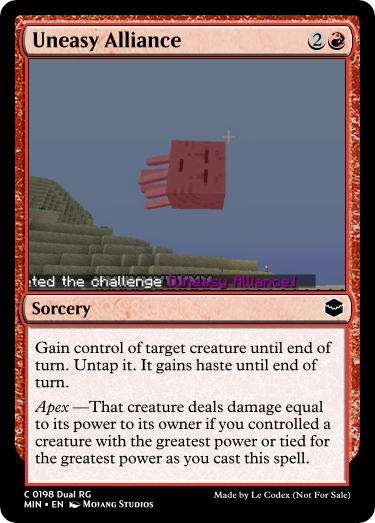 Uneasy Alliance 2
eted the challenge [Uneasy Alliance]
Sorcery
Gain control of target creature until end of
turn. Untap it. It gains haste until end of
turn.
Apex —That creature deals damage equal
to its power to its owner if you controlled a
creature with the greatest power or tied for
the greatest power as you cast this spell.
C 0198 Dual RG
MIN • EN Mojang Studios
Made by Le Codex (Not For Sale)